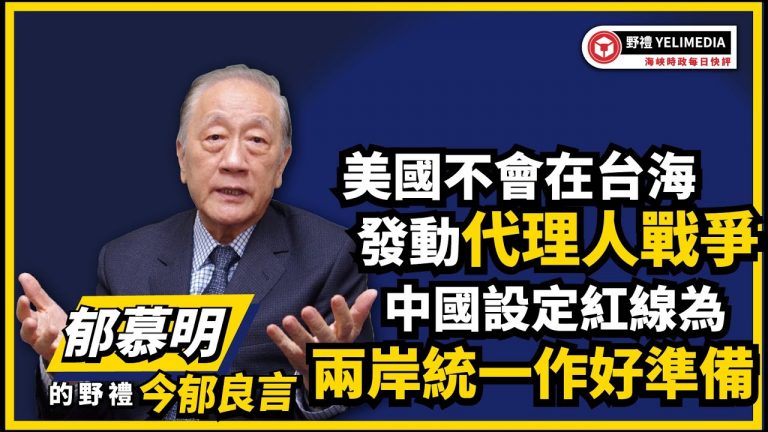 野禮 YELIMEDIA
海峽時政每日快評
美國不會在台海
發動代理人戰爭
中國設定紅線為
兩岸統一作好準備
郁慕明
的野禮今郁良言